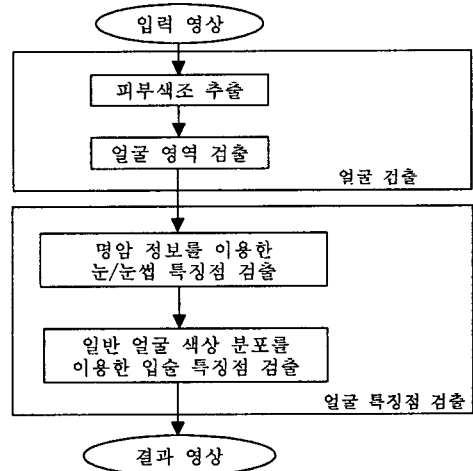 입력 영상
피부색조 추출
얼굴 영역 검출
얼굴 검출
명암 정보를 이용한
눈/눈썹 특징점 검출
일반 얼굴 색상 분포를
이용한 입술 특징점 검출
얼굴 특징점 검출
결과 영상